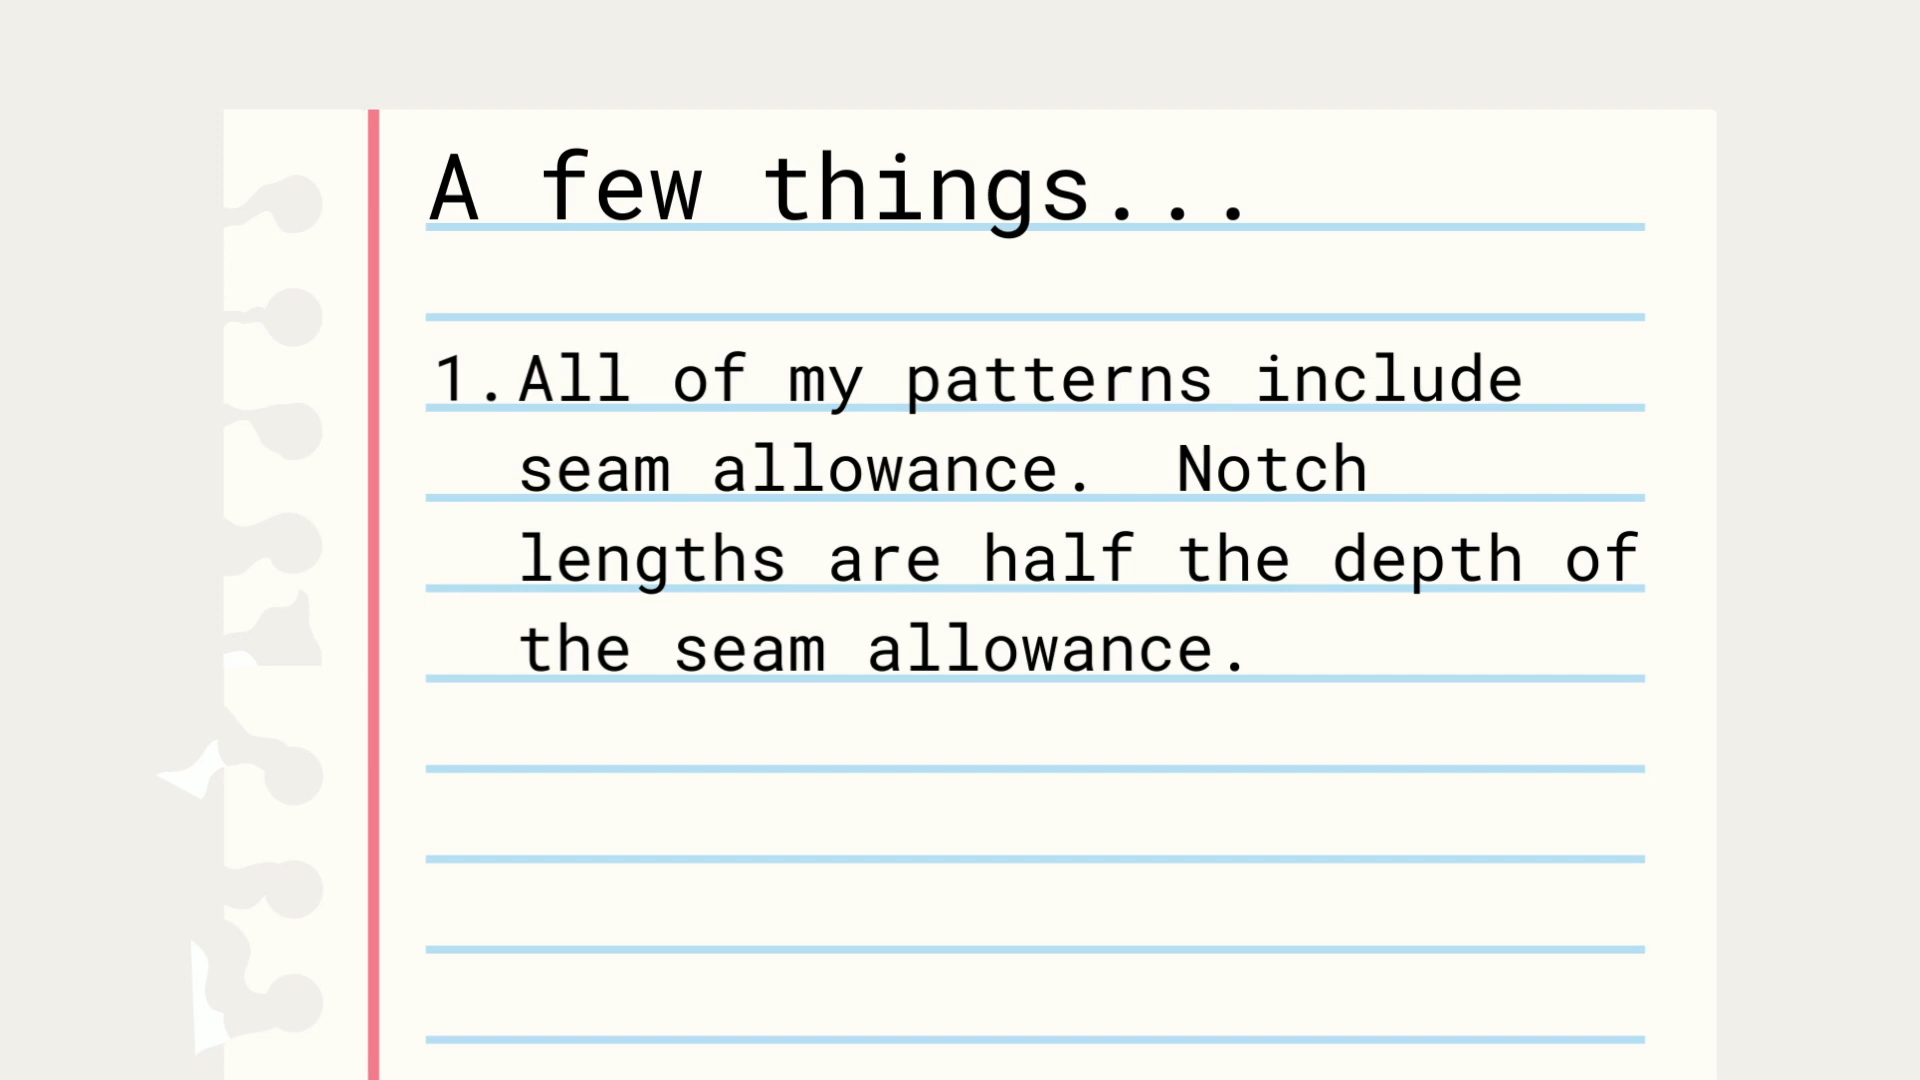 A few things...
1. All of my patterns include
seam allowance.  Notch
lengths are half the depth of
the seam allowance.